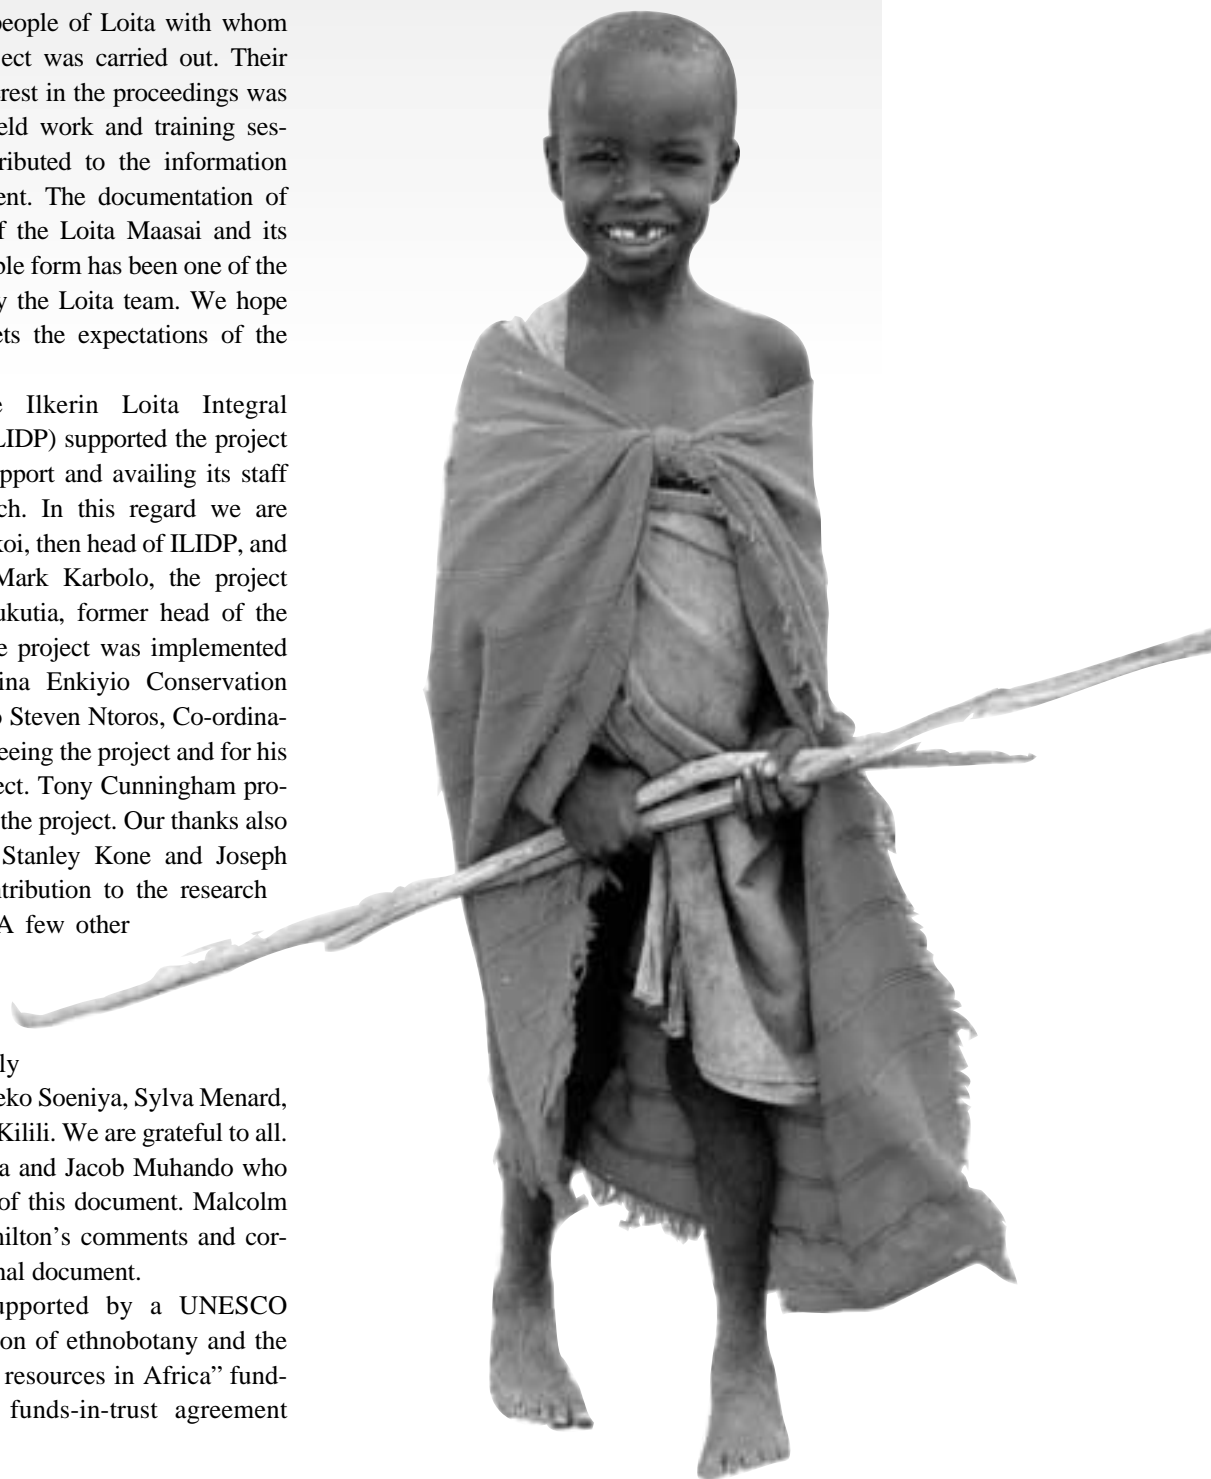 people of Loita with whom
ect was carried out. Their
rest in the proceedings was
eld work and training ses-
ributed to the information
ent. The documentation of
f the Loita Maasai and its
ble form has been one of the
y the Loita team. We hope
ets the expectations of the
e Ilkerin Loita Integral
LIDP) supported the project
pport and availing its staff
ch. In this regard we are
koi, then head of ILIDP, and
Mark Karbolo, the project
ukutia, former head of the
e project was implemented
ina Enkiyio Conservation
o Steven Ntoros, Co-ordina-
eeing the project and for his
ect. Tony Cunningham pro-
the project. Our thanks also
Stanley Kone and Joseph
ntribution to the research
A few other
ly
eko Soeniya, Sylva Menard,
Kilili. We are grateful to all.
a and Jacob Muhando who
of this document. Malcolm
nilton’s comments and cor-
nal document.
upported by a UNESCO
on of ethnobotany and the
resources in Africa” fund-
funds-in-trust agreement